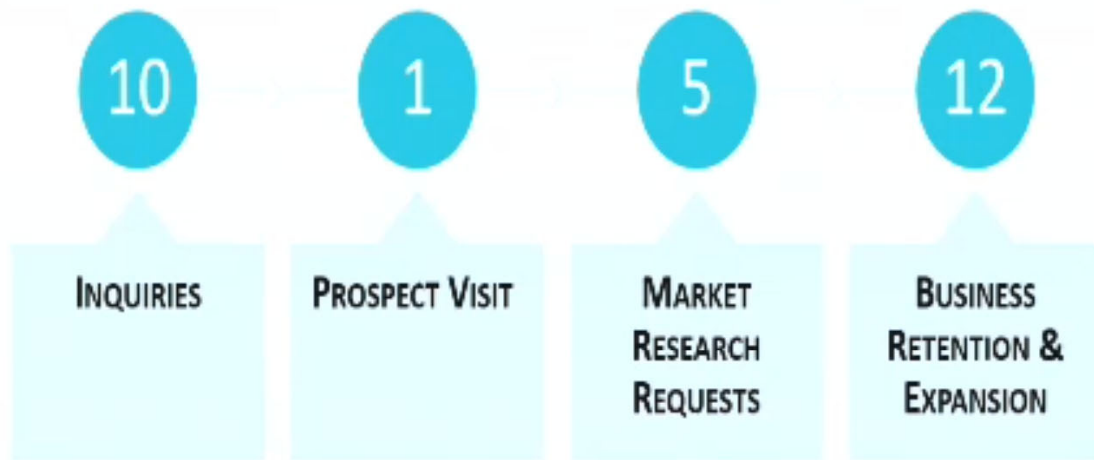 10
1
5
12
INQUIRIES
PROSPECT VISIT
MARKET
RESEARCH
REQUESTS
BUSINESS
RETENTION &
EXPANSION